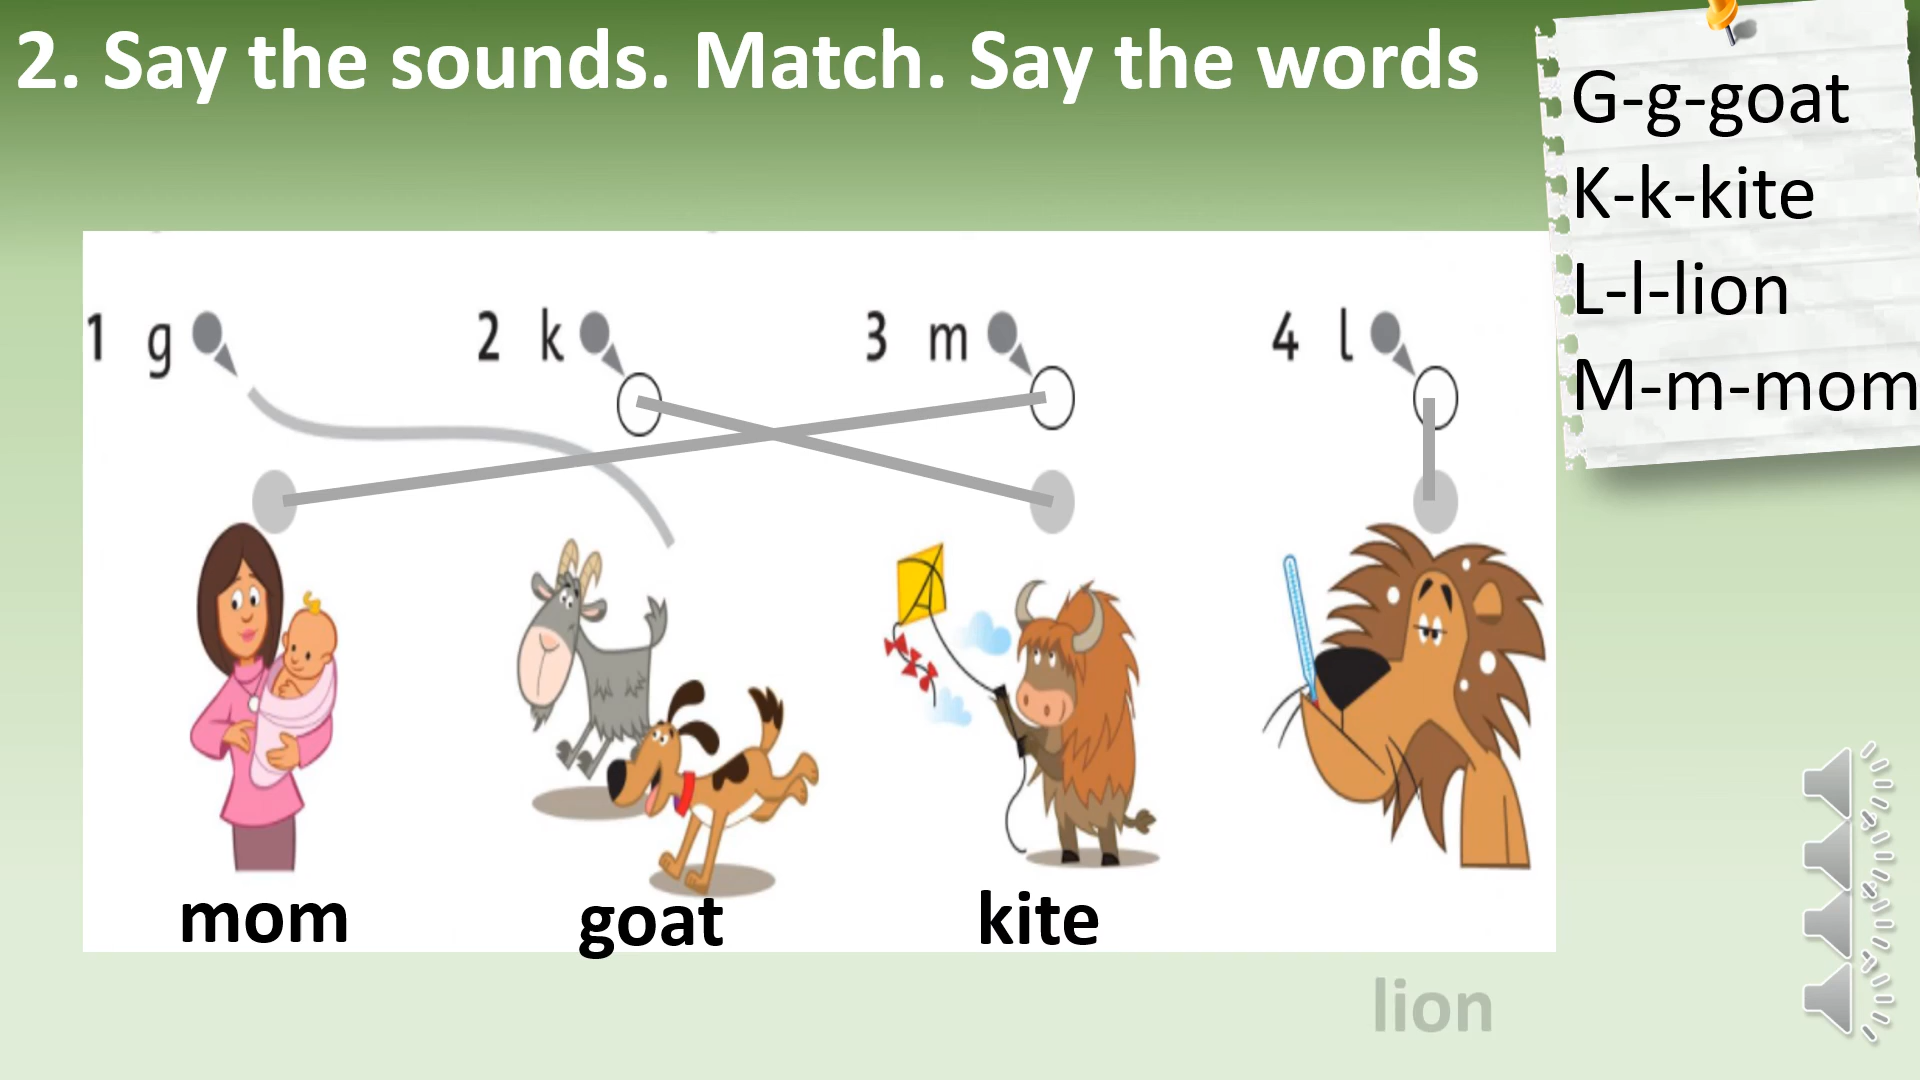 2. Say the sounds. Match. Say the words
G-g-goat
K-k-kite
L-l-lion
M-m-mom
1 g 2 k 3 m 4 l
mom goat kite
lion